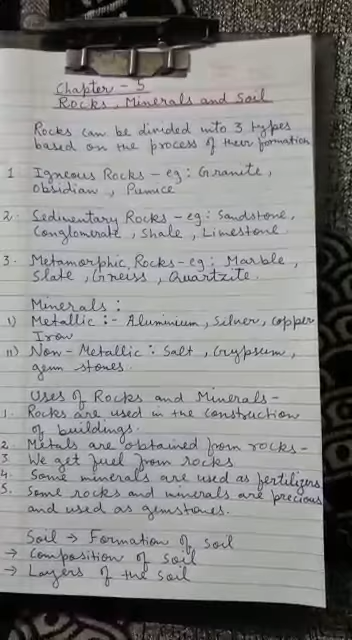 Chapter - 5
Rocks, Minerals and Soil
Rocks can be divided into 3 types
based on the process of their formation
1 Igneous Rocks - eg: Granite,
Obsidian, Pumice
2. Sedimentary Rocks - eg: Sandstone,
Conglomerate, Shale, Limestone.
3. Metamorphic Rocks - eg: Marble,
Slate, Gneiss, Quartzite.
Minerals:
i) Metallic :- Aluminium, Silver, Copper
Iron
ii) Non-Metallic: Salt, Gypsum,
gem stones.
Uses of Rocks and Minerals-
1. Rocks are used in the construction
of buildings.
2. Metals are obtained from rocks-
3 We get fuel from rocks
4. Some minerals are used as fertilizers
5. Some rocks and minerals are precious
and used as gemstones.
Soil → Formation of soil
→ Composition of soil
→ Layers of the soil